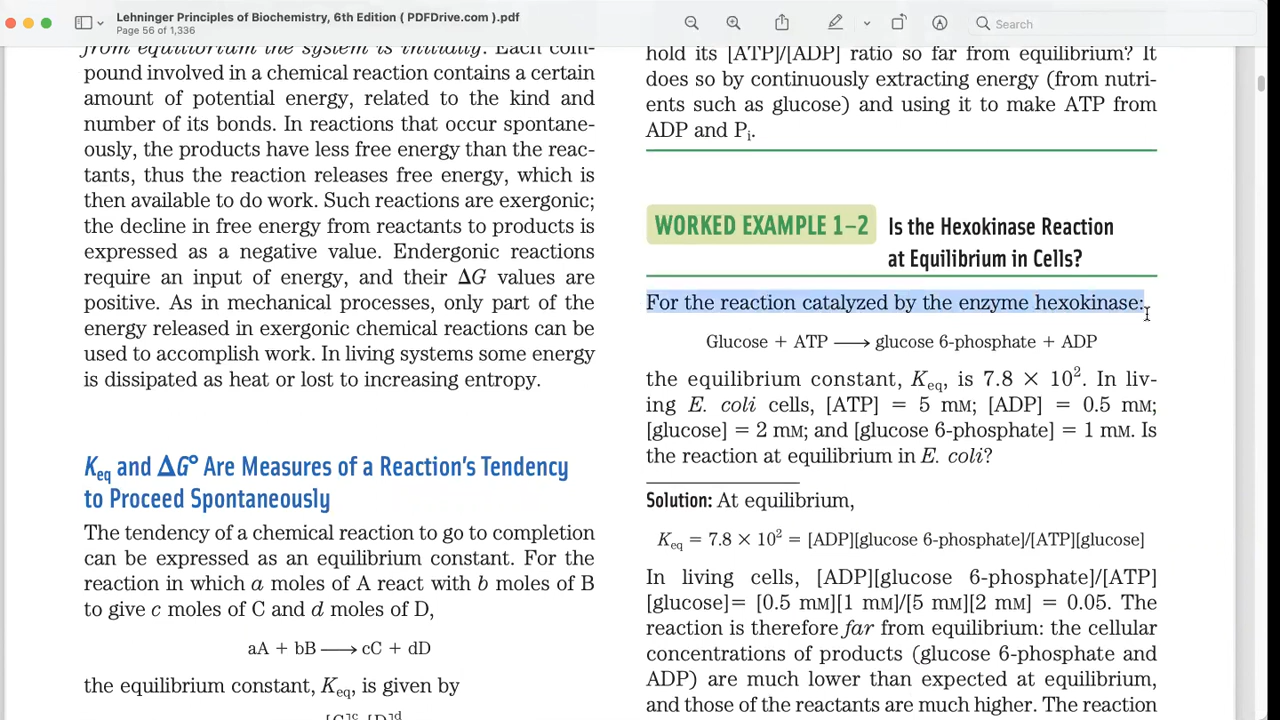 Lehninger Principles of Biochemistry, 6th Edition ( PDFDrive.com ).pdf
Page 56 of 1,336
Search
from equilibrium the system is initially. Each com-
pound involved in a chemical reaction contains a certain
amount of potential energy, related to the kind and
number of its bonds. In reactions that occur spontane-
ously, the products have less free energy than the reac-
tants, thus the reaction releases free energy, which is
then available to do work. Such reactions are exergonic;
the decline in free energy from reactants to products is
expressed as a negative value. Endergonic reactions
require an input of energy, and their ΔG values are
positive. As in mechanical processes, only part of the
energy released in exergonic chemical reactions can be
used to accomplish work. In living systems some energy
is dissipated as heat or lost to increasing entropy.
Keq and ΔG° Are Measures of a Reaction's Tendency
to Proceed Spontaneously
The tendency of a chemical reaction to go to completion
can be expressed as an equilibrium constant. For the
reaction in which a moles of A react with b moles of B
to give c moles of C and d moles of D,
aA + bB ⟶ cC + dD
the equilibrium constant, Keq, is given by
hold its [ATP]/[ADP] ratio so far from equilibrium? It
does so by continuously extracting energy (from nutri-
ents such as glucose) and using it to make ATP from
ADP and Pi.
WORKED EXAMPLE 1–2 Is the Hexokinase Reaction
at Equilibrium in Cells?
For the reaction catalyzed by the enzyme hexokinase:
Glucose + ATP ⟶ glucose 6-phosphate + ADP
the equilibrium constant, Keq, is 7.8 × 10². In liv-
ing E. coli cells, [ATP] = 5 mM; [ADP] = 0.5 mM;
[glucose] = 2 mM; and [glucose 6-phosphate] = 1 mM. Is
the reaction at equilibrium in E. coli?
Solution: At equilibrium,
Keq = 7.8 × 10² = [ADP][glucose 6-phosphate]/[ATP][glucose]
In living cells, [ADP][glucose 6-phosphate]/[ATP]
[glucose]= [0.5 mM][1 mM]/[5 mM][2 mM] = 0.05. The
reaction is therefore far from equilibrium: the cellular
concentrations of products (glucose 6-phosphate and
ADP) are much lower than expected at equilibrium,
and those of the reactants are much higher. The reaction